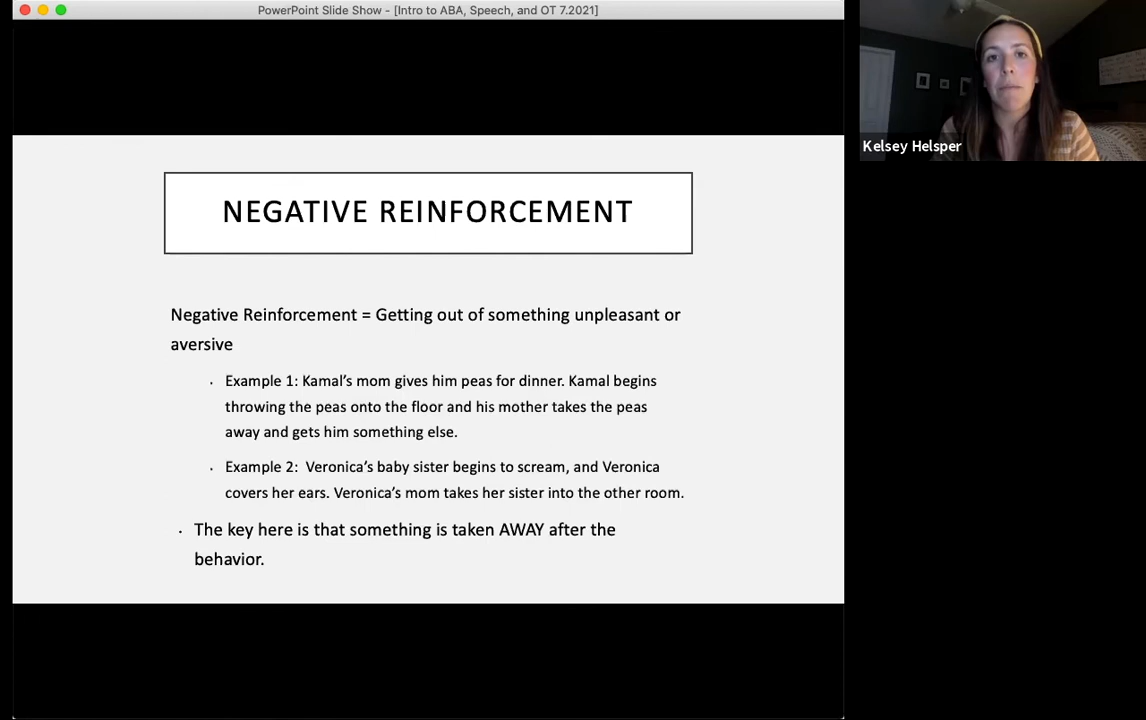 PowerPoint Slide Show - [Intro to ABA, Speech, and OT 7.2021]
Kelsey Helsper
NEGATIVE REINFORCEMENT
Negative Reinforcement = Getting out of something unpleasant or
aversive
· Example 1: Kamal’s mom gives him peas for dinner. Kamal begins
throwing the peas onto the floor and his mother takes the peas
away and gets him something else.
· Example 2:  Veronica’s baby sister begins to scream, and Veronica
covers her ears. Veronica’s mom takes her sister into the other room.
· The key here is that something is taken AWAY after the
behavior.